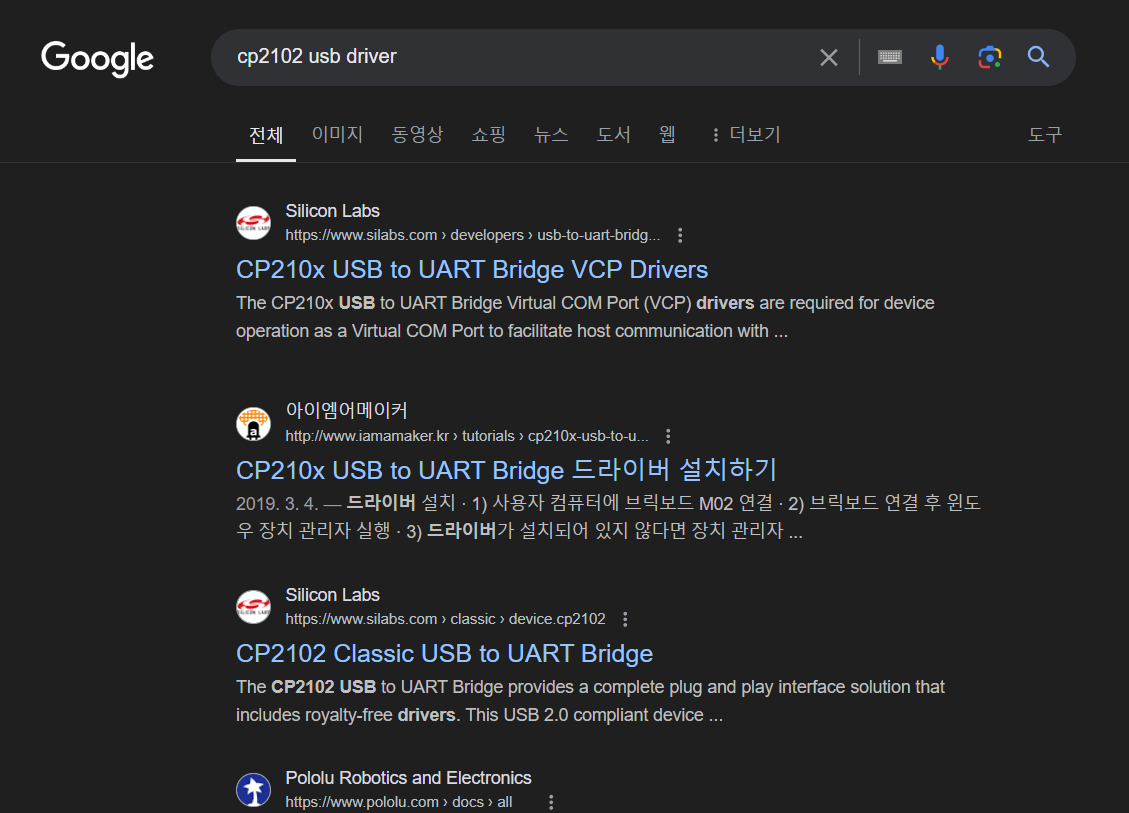 Google
cp2102 usb driver
전체 이미지 동영상 쇼핑 뉴스 도서 웹 더보기 도구
Silicon Labs
https://www.silabs.com › developers › usb-to-uart-bridg...
CP210x USB to UART Bridge VCP Drivers
The CP210x USB to UART Bridge Virtual COM Port (VCP) drivers are required for device
operation as a Virtual COM Port to facilitate host communication with ...
아이엠어메이커
http://www.iamamaker.kr › tutorials › cp210x-usb-to-u...
CP210x USB to UART Bridge 드라이버 설치하기
2019. 3. 4. — 드라이버 설치 · 1) 사용자 컴퓨터에 브릭보드 M02 연결 · 2) 브릭보드 연결 후 윈도
우 장치 관리자 실행 · 3) 드라이버가 설치되어 있지 않다면 장치 관리자 ...
Silicon Labs
https://www.silabs.com › classic › device.cp2102
CP2102 Classic USB to UART Bridge
The CP2102 USB to UART Bridge provides a complete plug and play interface solution that
includes royalty-free drivers. This USB 2.0 compliant device ...
Pololu Robotics and Electronics
https://www.pololu.com › docs › all